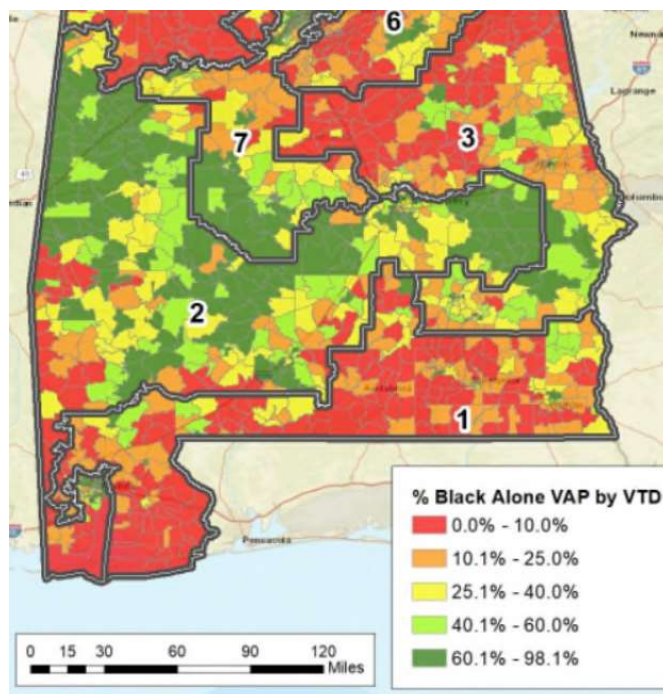 6
Newnan
Lagrange
7
3
2
1
Pensacola
% Black Alone VAP by VTD
0.0% - 10.0%
10.1% - 25.0%
25.1% - 40.0%
40.1% - 60.0%
60.1% - 98.1%
0 15 30 60 90 120
Miles